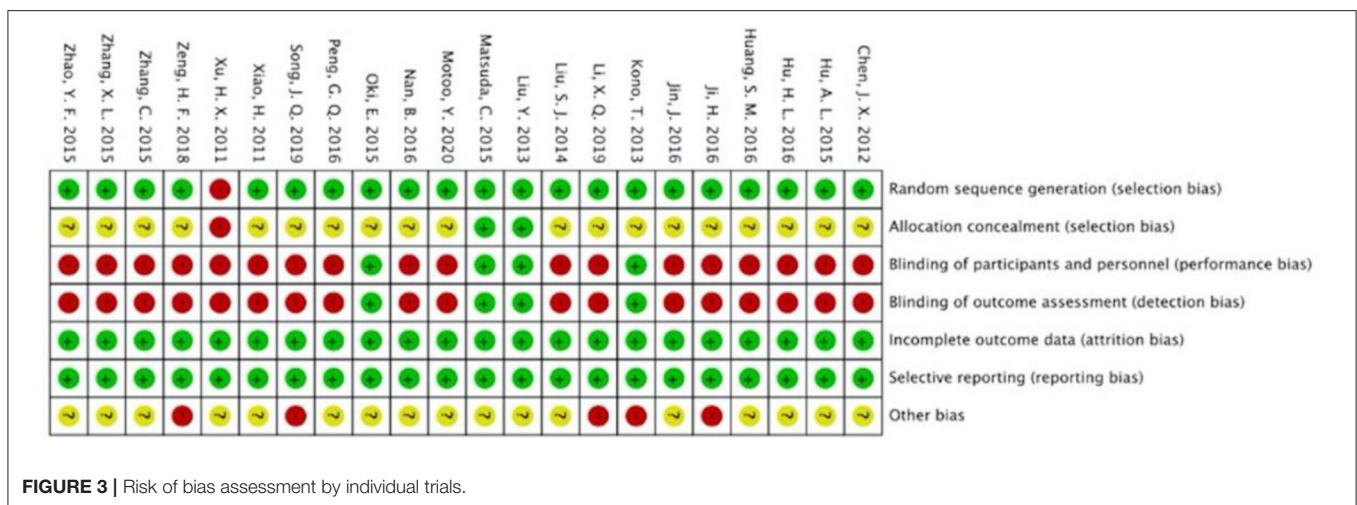 Zhao, Y. F. 2015
Zhang, X. L. 2015
Zhang, C. 2015
Zeng, H. F. 2018
Xu, H. X. 2011
Xiao, H. 2011
Song, J. Q. 2019
Peng, G. Q. 2016
Oki, E. 2015
Nan, B. 2016
Motoo, Y. 2020
Matsuda, C. 2015
Liu, Y. 2013
Liu, S. J. 2014
Li, X. Q. 2019
Kono, T. 2013
Jin, J. 2016
Ji, H. 2016
Huang, S. M. 2016
Hu, H. L. 2016
Hu, A. L. 2015
Chen, J. X. 2012
+ + + + - + + + + + + + + + + + + + + + + + Random sequence generation (selection bias)
? ? ? ? - ? ? ? ? ? ? + + ? ? ? ? ? ? ? ? ? Allocation concealment (selection bias)
- - - - - - - - + - - + + - - + - - - - - - Blinding of participants and personnel (performance bias)
- - - - - - - - + - - + + - - + - - - - - - Blinding of outcome assessment (detection bias)
+ + + + + + + + + + + + + + + + + + + + + + Incomplete outcome data (attrition bias)
+ + + + + + + + + + + + + + + + + + + + + + Selective reporting (reporting bias)
? ? ? - ? ? - ? ? ? ? ? ? ? - - ? - ? ? ? ? Other bias
FIGURE 3 | Risk of bias assessment by individual trials.